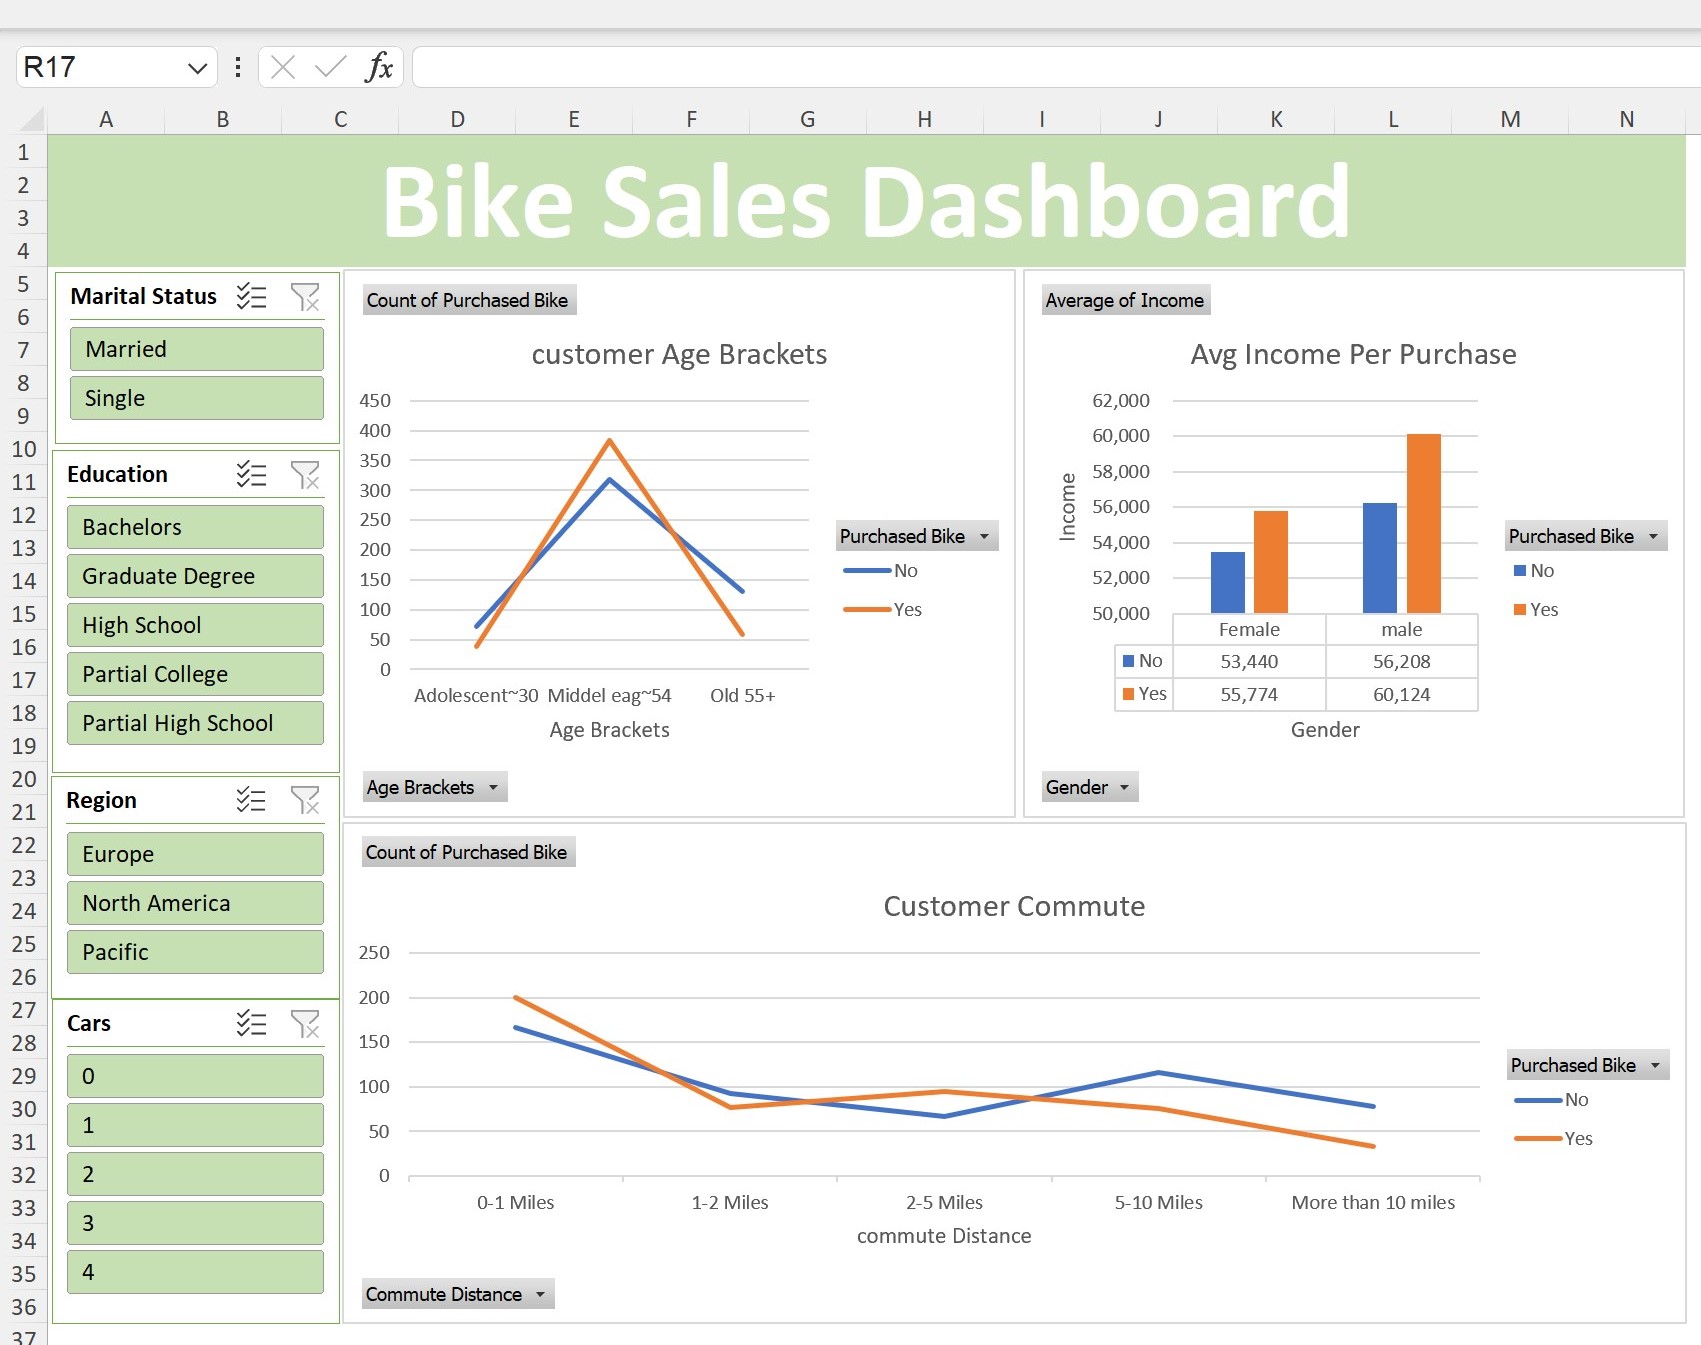 R17
fx
A B C D E F G H I J K L M N
1
2
3
4
5
6
7
8
9
10
11
12
13
14
15
16
17
18
19
20
21
22
23
24
25
26
27
28
29
30
31
32
33
34
35
36
37
Bike Sales Dashboard
Marital Status
Married
Single
Education
Bachelors
Graduate Degree
High School
Partial College
Partial High School
Region
Europe
North America
Pacific
Cars
0
1
2
3
4
Count of Purchased Bike
customer Age Brackets
450
400
350
300
250
200
150
100
50
0
Adolescent~30 Middel eag~54 Old 55+
Age Brackets
Purchased Bike
No
Yes
Age Brackets
Average of Income
Avg Income Per Purchase
Income
62,000
60,000
58,000
56,000
54,000
52,000
50,000
Female male
No 53,440 56,208
Yes 55,774 60,124
Gender
Purchased Bike
No
Yes
Gender
Count of Purchased Bike
Customer Commute
250
200
150
100
50
0
0-1 Miles 1-2 Miles 2-5 Miles 5-10 Miles More than 10 miles
commute Distance
Purchased Bike
No
Yes
Commute Distance